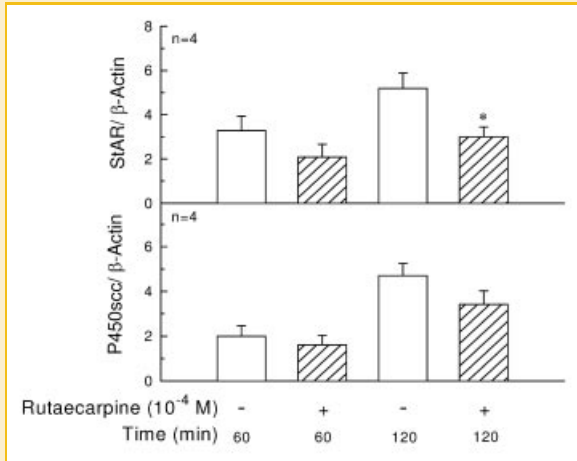 8
n=4
6
StAR/ β-Actin
4
*
2
0
n=4
6
P450scc/ β-Actin
4
2
0
Rutaecarpine (10⁻⁴ M) - + - +
Time (min) 60 60 120 120